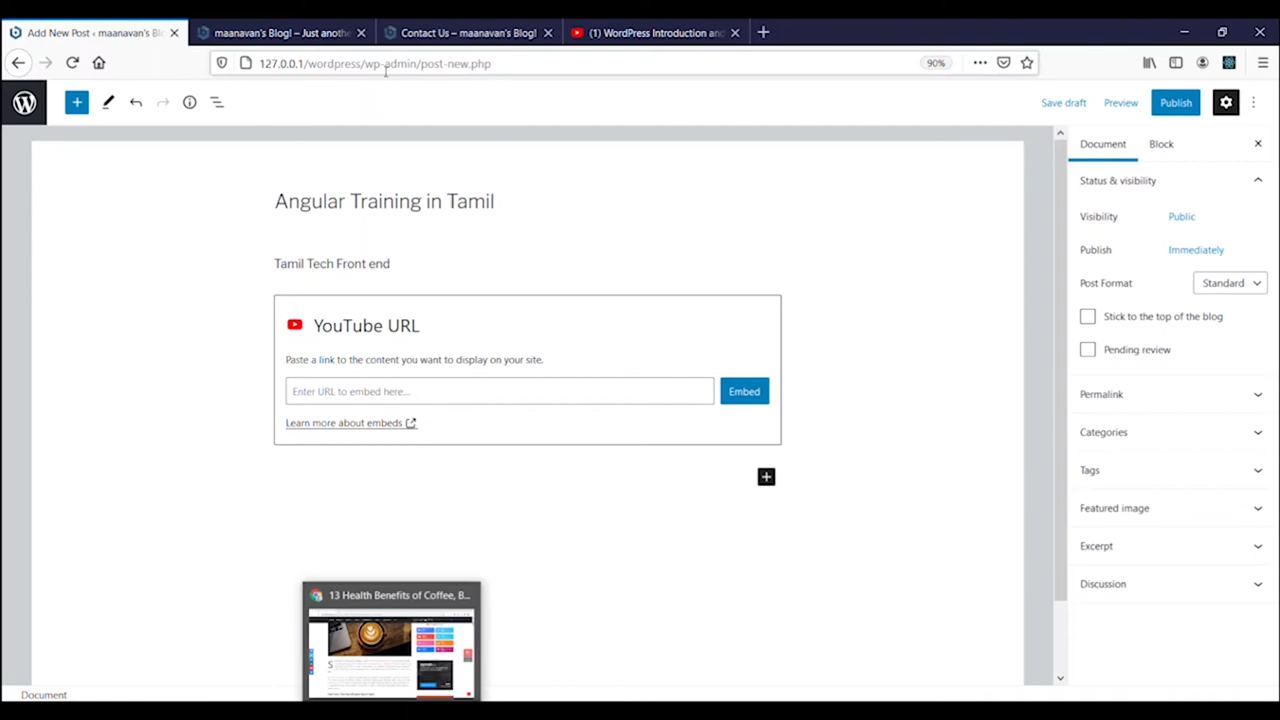 Add New Post ‹ maanavan's Blo
maanavan's Blog! – Just anothe
Contact Us – maanavan's Blog!
(1) WordPress Introduction and
127.0.0.1/wordpress/wp-admin/post-new.php
90%
Save draft
Preview
Publish
Document
Block
Status & visibility
Angular Training in Tamil
Visibility
Public
Publish
Immediately
Tamil Tech Front end
Post Format
Standard
Stick to the top of the blog
YouTube URL
Pending review
Paste a link to the content you want to display on your site.
Enter URL to embed here...
Embed
Permalink
Learn more about embeds
Categories
Tags
Featured image
Excerpt
Discussion
13 Health Benefits of Coffee, B...
Document